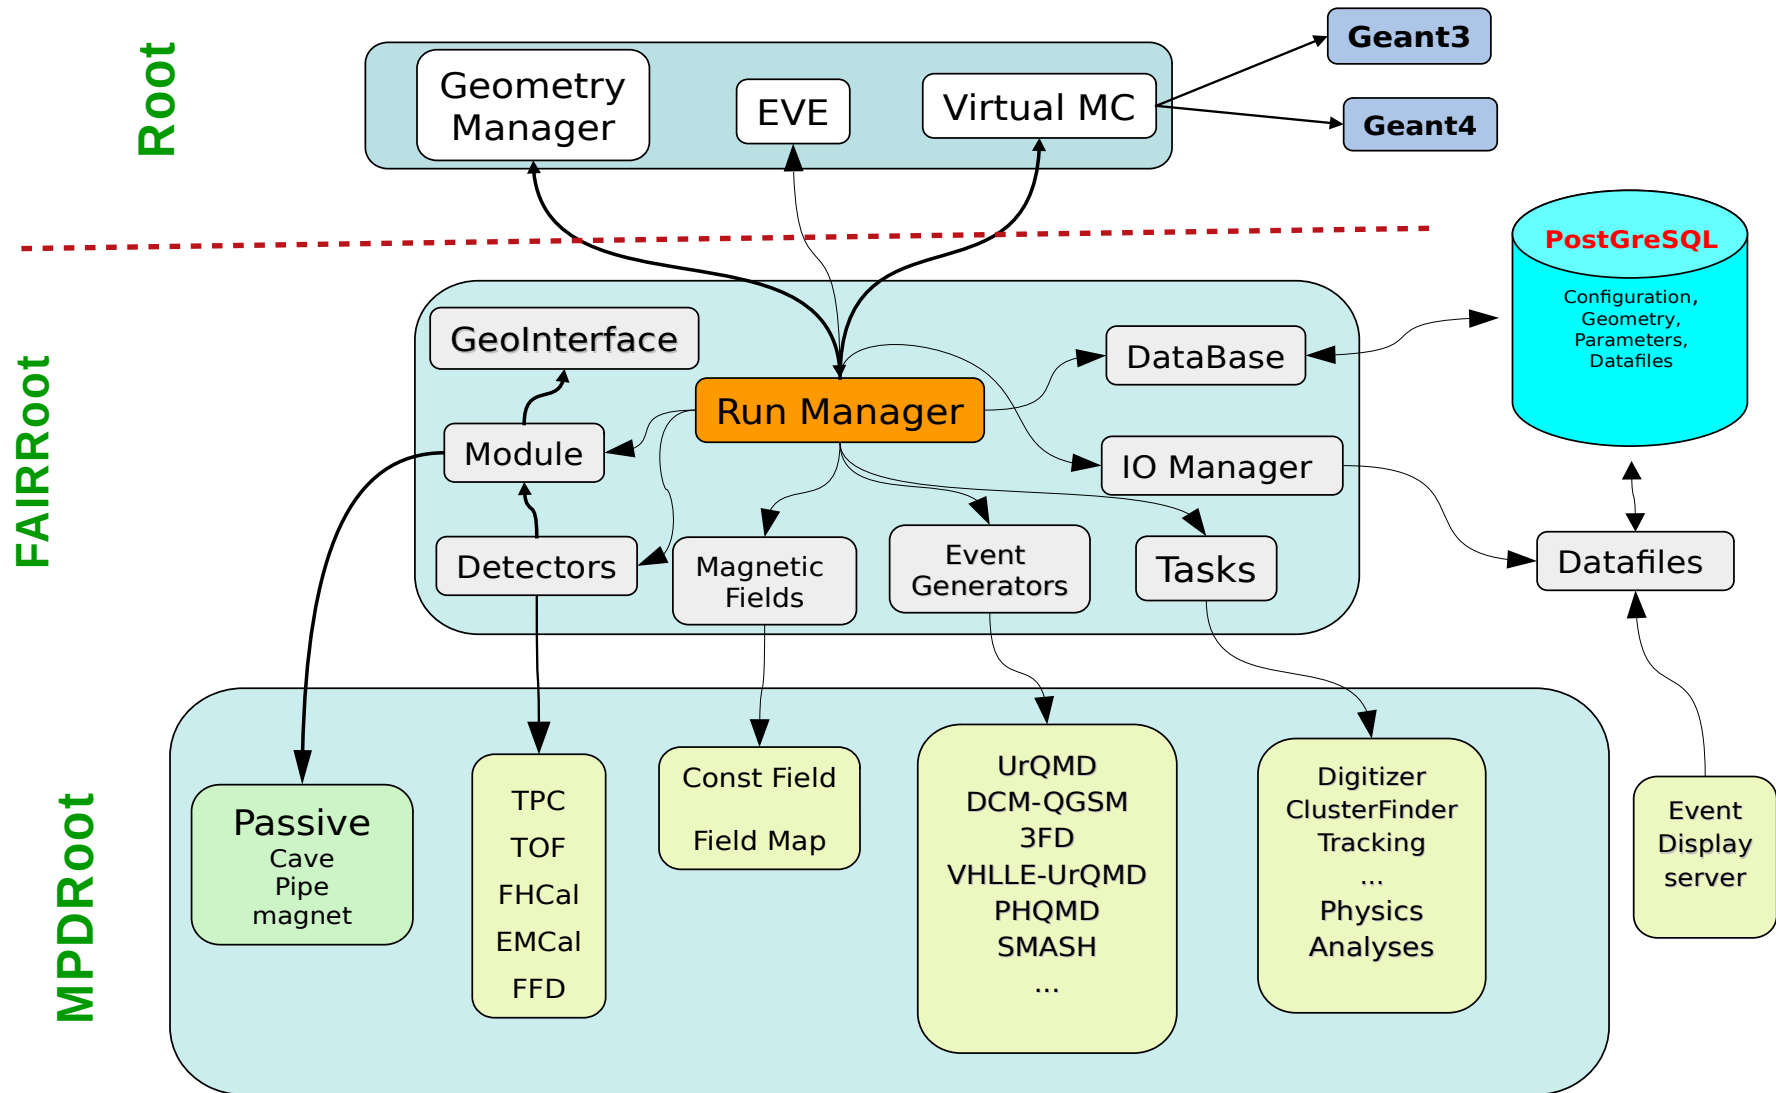 Root
Geometry
Manager
EVE
Virtual MC
Geant3
Geant4
FAIRRoot
GeoInterface
Run Manager
DataBase
Module
IO Manager
Detectors
Magnetic
Fields
Event
Generators
Tasks
PostGreSQL
Configuration,
Geometry,
Parameters,
Datafiles
Datafiles
MPDRoot
Passive
Cave
Pipe
magnet
TPC
TOF
FHCal
EMCal
FFD
Const Field
Field Map
UrQMD
DCM-QGSM
3FD
VHLLE-UrQMD
PHQMD
SMASH
...
Digitizer
ClusterFinder
Tracking
...
Physics
Analyses
Event
Display
server